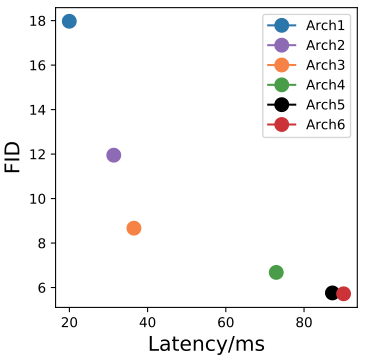 18
16
14
12
10
8
6
FID
20
40
60
80
Latency/ms
Arch1
Arch2
Arch3
Arch4
Arch5
Arch6